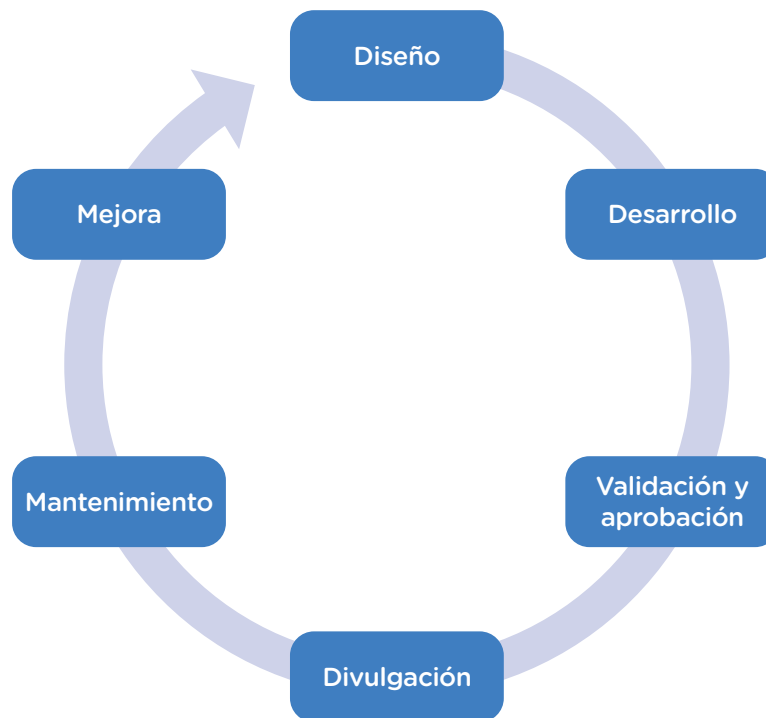 Diseño
Desarrollo
Validación y
aprobación
Divulgación
Mantenimiento
Mejora